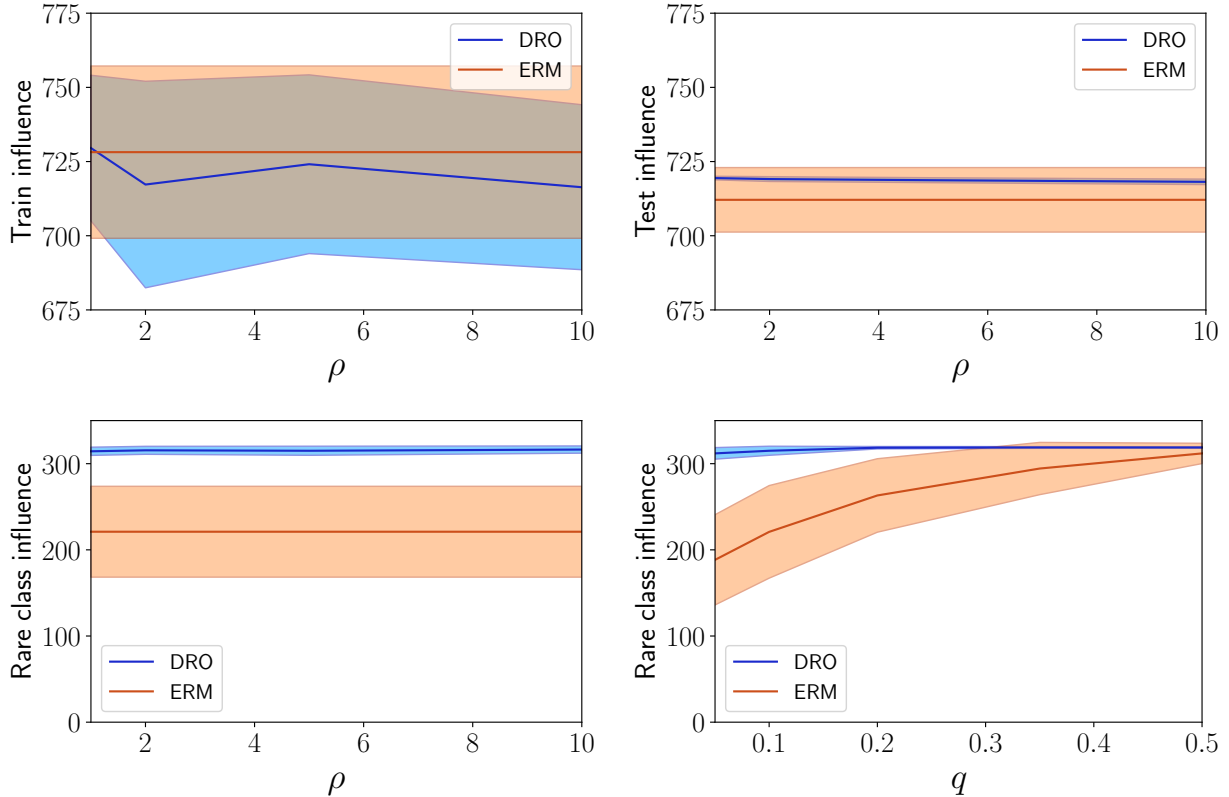 775
750
725
700
675
Train influence
DRO
ERM
2
4
6
8
10
ρ
775
750
725
700
675
Test influence
DRO
ERM
2
4
6
8
10
ρ
300
200
100
0
Rare class influence
DRO
ERM
2
4
6
8
10
ρ
300
200
100
0
Rare class influence
DRO
ERM
0.1
0.2
0.3
0.4
0.5
q